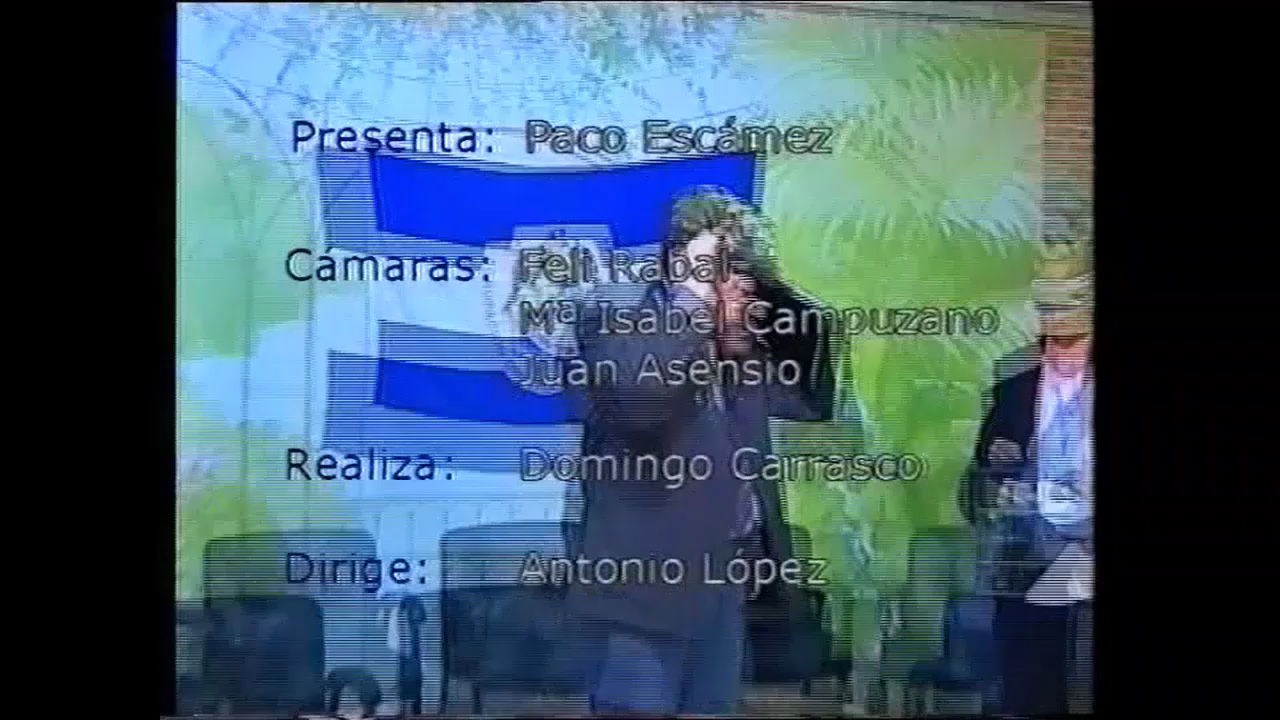 Presenta: Paco Escámez
Cámaras: Feli Rabal
Mª Isabel Campuzano
Juan Asensio
Realiza: Domingo Carrasco
Dirige: Antonio López